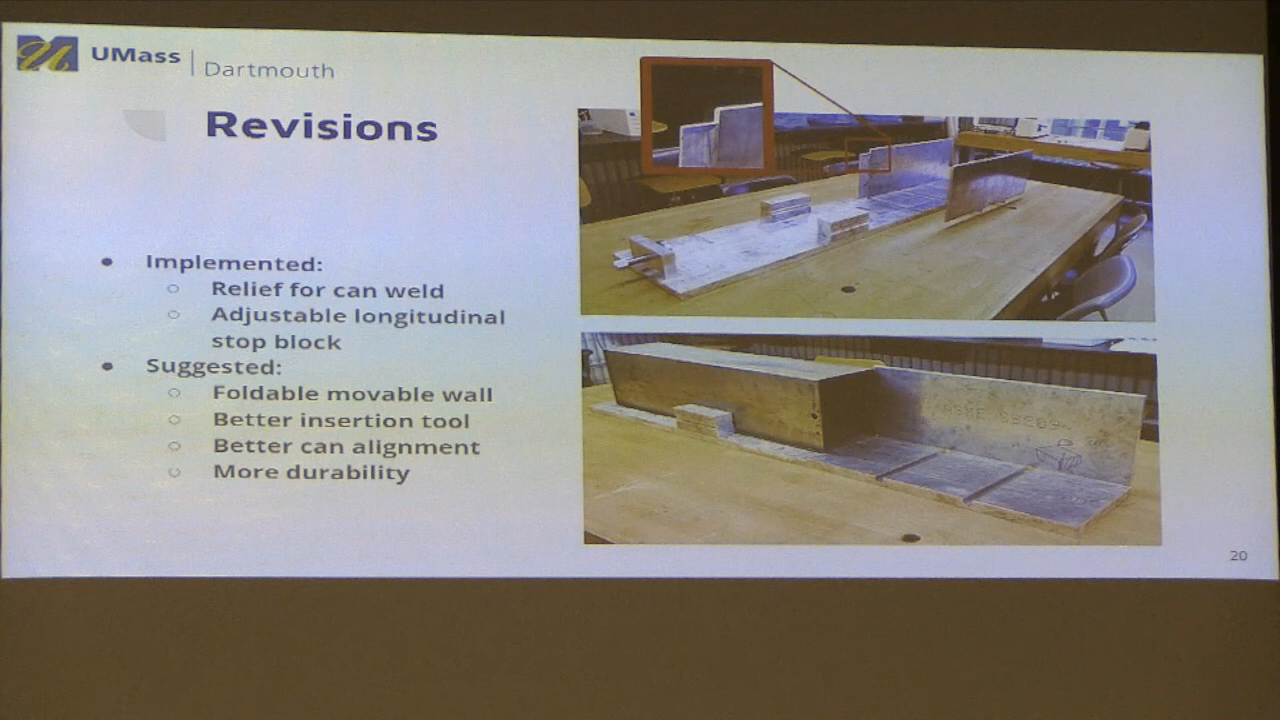 UMass | Dartmouth
Revisions
● Implemented:
○ Relief for can weld
○ Adjustable longitudinal
stop block
● Suggested:
○ Foldable movable wall
○ Better insertion tool
○ Better can alignment
○ More durability
20